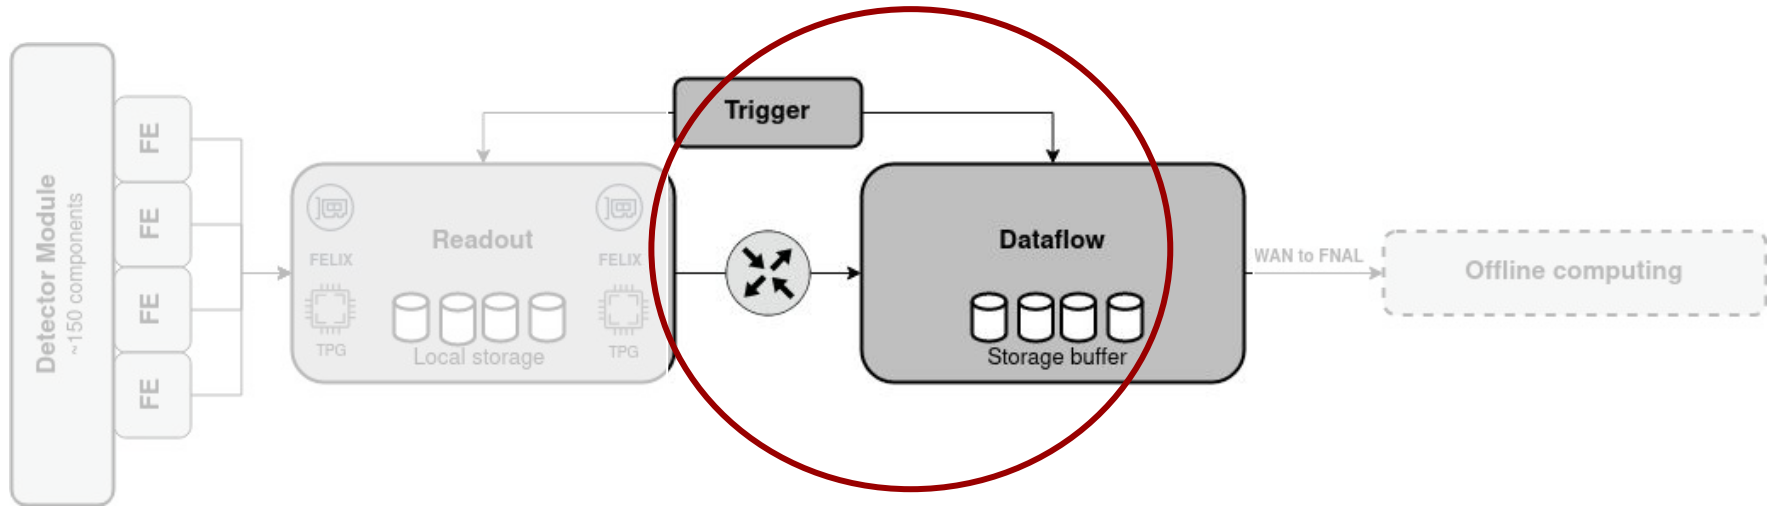 Detector Module
~150 components
FE
FE
FE
FE
Trigger
Readout
FELIX
FELIX
TPG
TPG
Local storage
Dataflow
Storage buffer
WAN to FNAL
Offline computing